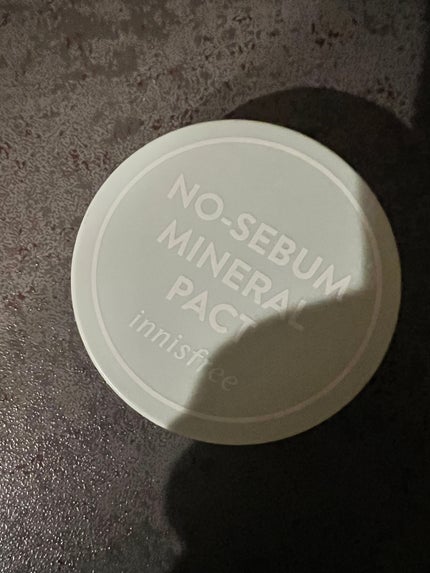 NO-SEBUM
MINERAL
PACT
innisfree